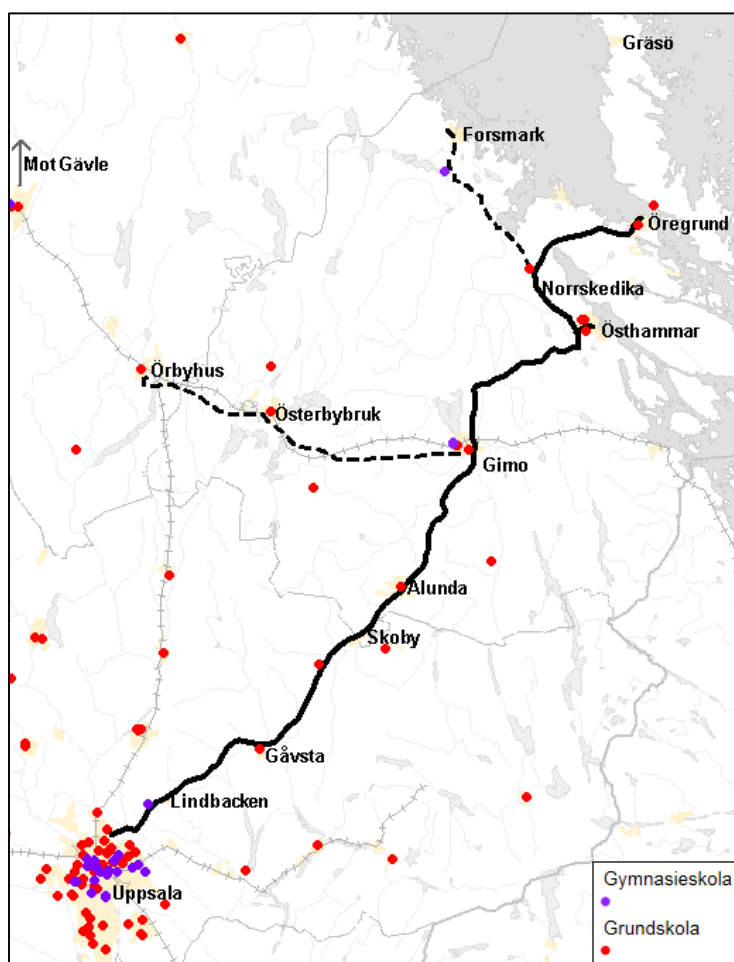 Gräsö
Forsmark
Mot Gävle
Öregrund
Norrskedika
Östhammar
Örbyhus
Österbybruk
Gimo
Alunda
Skoby
Gåvsta
Lindbacken
Uppsala
Gymnasieskola
Grundskola